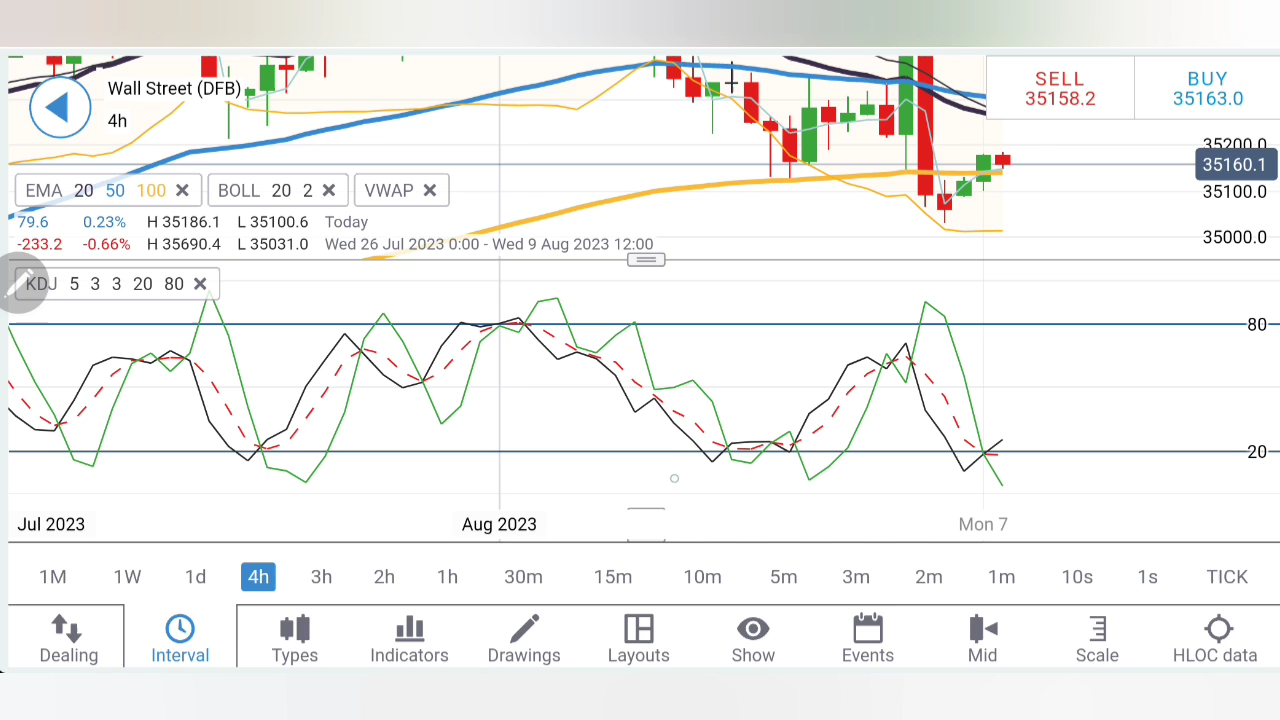 Wall Street (DFB)
4h
SELL
35158.2
BUY
35163.0
35200.0
35160.1
35100.0
35000.0
EMA 20 50 100
BOLL 20 2
VWAP
79.6 0.23% H 35186.1 L 35100.6 Today
-233.2 -0.66% H 35690.4 L 35031.0 Wed 26 Jul 2023 0:00 - Wed 9 Aug 2023 12:00
KDJ 5 3 3 20 80
80
20
Jul 2023 Aug 2023 Mon 7
1M 1W 1d 4h 3h 2h 1h 30m 15m 10m 5m 3m 2m 1m 10s 1s TICK
Dealing Interval Types Indicators Drawings Layouts Show Events Mid Scale HLOC data